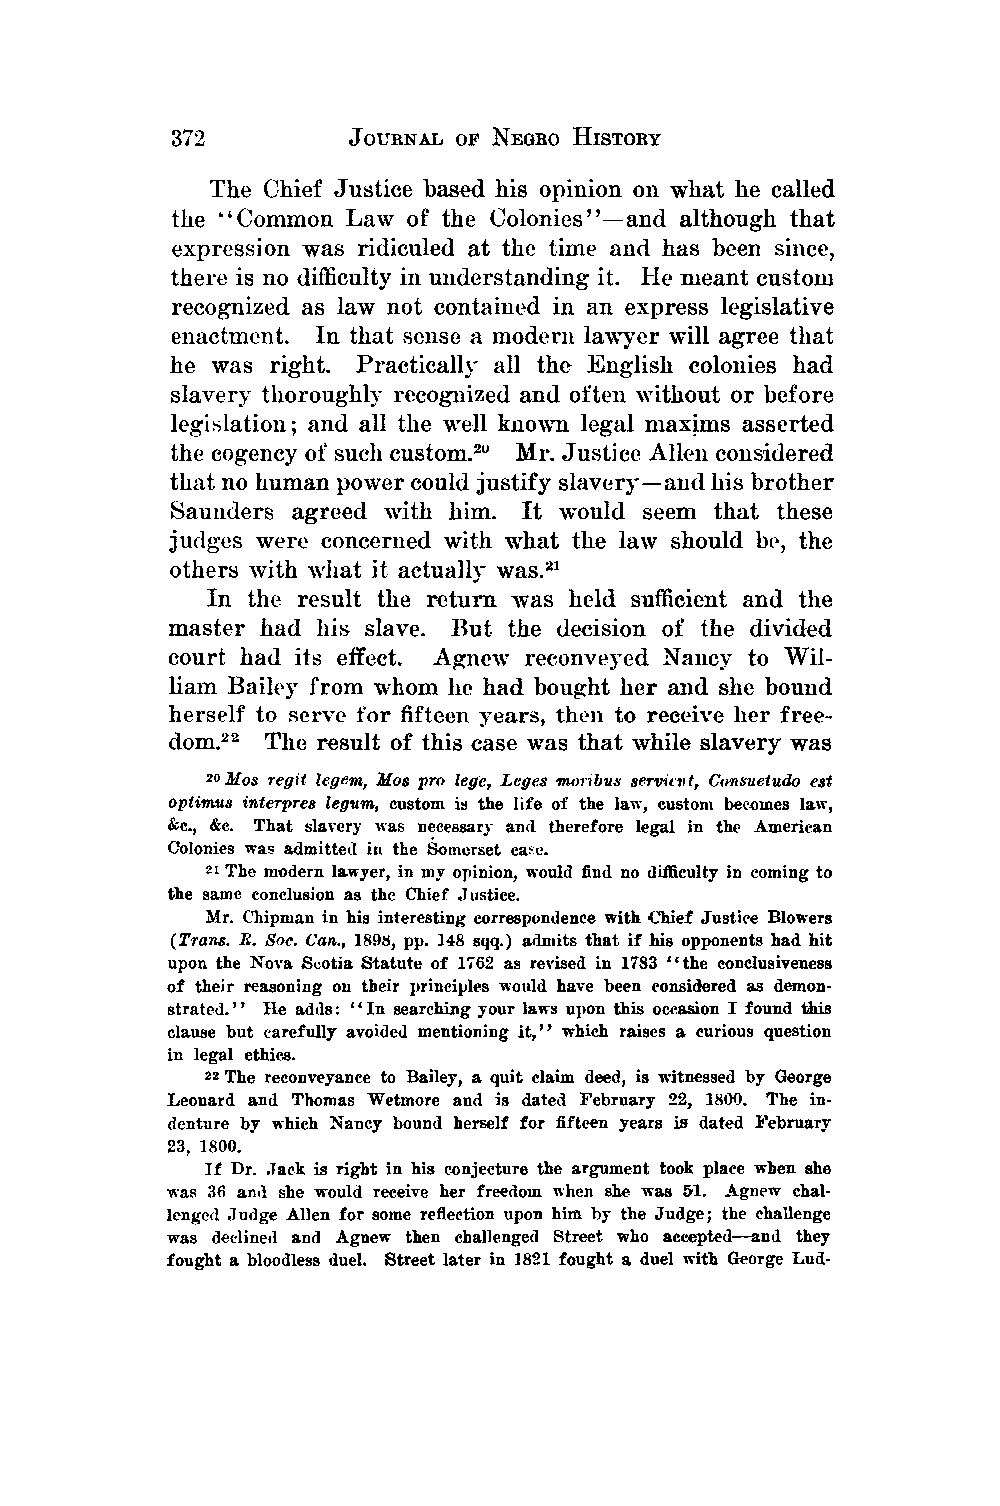 372 JOURNAL OF NEGRO HISTORY
The Chief Justice based his opinion on what he called
the ‘‘Common Law of the Colonies’’—and although that
expression was ridiculed at the time and has been since,
there is no difficulty in understanding it. He meant custom
recognized as law not contained in an express legislative
enactment. In that sense a modern lawyer will agree that
he was right. Practically all the English colonies had
slavery thoroughly recognized and often without or before
legislation; and all the well known legal maxims asserted
the cogency of such custom.²⁰ Mr. Justice Allen considered
that no human power could justify slavery—and his brother
Saunders agreed with him. It would seem that these
judges were concerned with what the law should be, the
others with what it actually was.²¹
In the result the return was held sufficient and the
master had his slave. But the decision of the divided
court had its effect. Agnew reconveyed Nancy to Wil-
liam Bailey from whom he had bought her and she bound
herself to serve for fifteen years, then to receive her free-
dom.²² The result of this case was that while slavery was
²⁰ Mos regit legem, Mos pro lege, Leges moribus servient, Consuetudo est
optimus interpres legum, custom is the life of the law, custom becomes law,
&c., &c. That slavery was necessary and therefore legal in the American
Colonies was admitted in the Somerset case.
²¹ The modern lawyer, in my opinion, would find no difficulty in coming to
the same conclusion as the Chief Justice.
Mr. Chipman in his interesting correspondence with Chief Justice Blowers
(Trans. R. Soc. Can., 1898, pp. 148 sqq.) admits that if his opponents had hit
upon the Nova Scotia Statute of 1762 as revised in 1783 ‘‘the conclusiveness
of their reasoning on their principles would have been considered as demon-
strated.’’ He adds: ‘‘In searching your laws upon this occasion I found this
clause but carefully avoided mentioning it,’’ which raises a curious question
in legal ethics.
²² The reconveyance to Bailey, a quit claim deed, is witnessed by George
Leonard and Thomas Wetmore and is dated February 22, 1800. The in-
denture by which Nancy bound herself for fifteen years is dated February
23, 1800.
If Dr. Jack is right in his conjecture the argument took place when she
was 36 and she would receive her freedom when she was 51. Agnew chal-
lenged Judge Allen for some reflection upon him by the Judge; the challenge
was declined and Agnew then challenged Street who accepted—and they
fought a bloodless duel. Street later in 1821 fought a duel with George Lud-